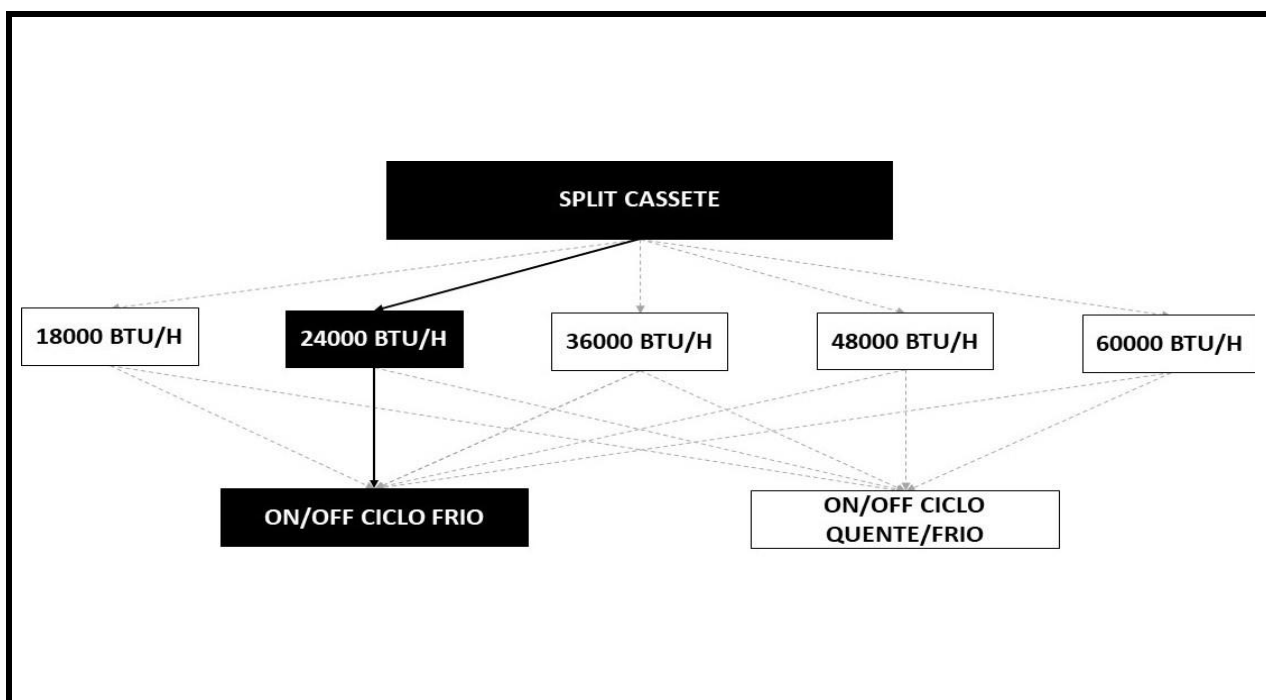 SPLIT CASSETE
18000 BTU/H
24000 BTU/H
36000 BTU/H
48000 BTU/H
60000 BTU/H
ON/OFF CICLO FRIO
ON/OFF CICLO
QUENTE/FRIO